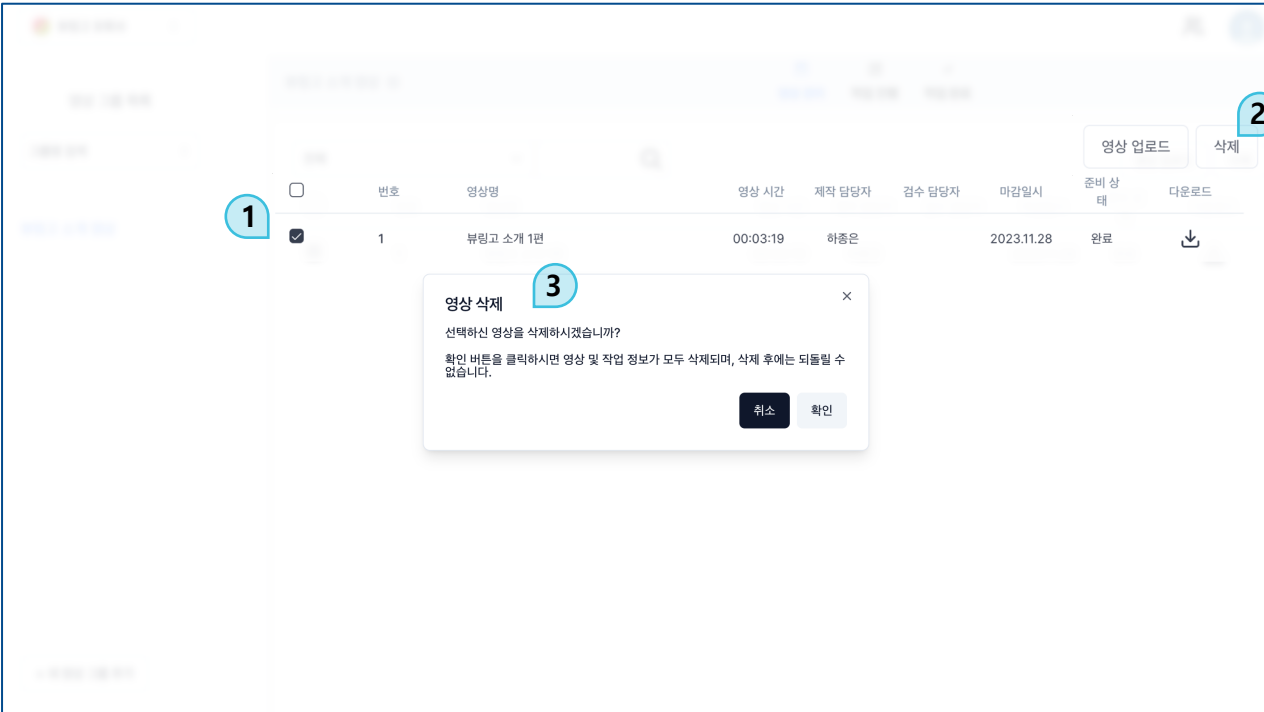 2
영상 업로드 삭제
번호 영상명 영상 시간 제작 담당자 검수 담당자 마감일시 준비 상태 다운로드
1
1 뷰링고 소개 1편 00:03:19 하종은 2023.11.28 완료
3
영상 삭제
선택하신 영상을 삭제하시겠습니까?
확인 버튼을 클릭하시면 영상 및 작업 정보가 모두 삭제되며, 삭제 후에는 되돌릴 수
없습니다.
취소 확인